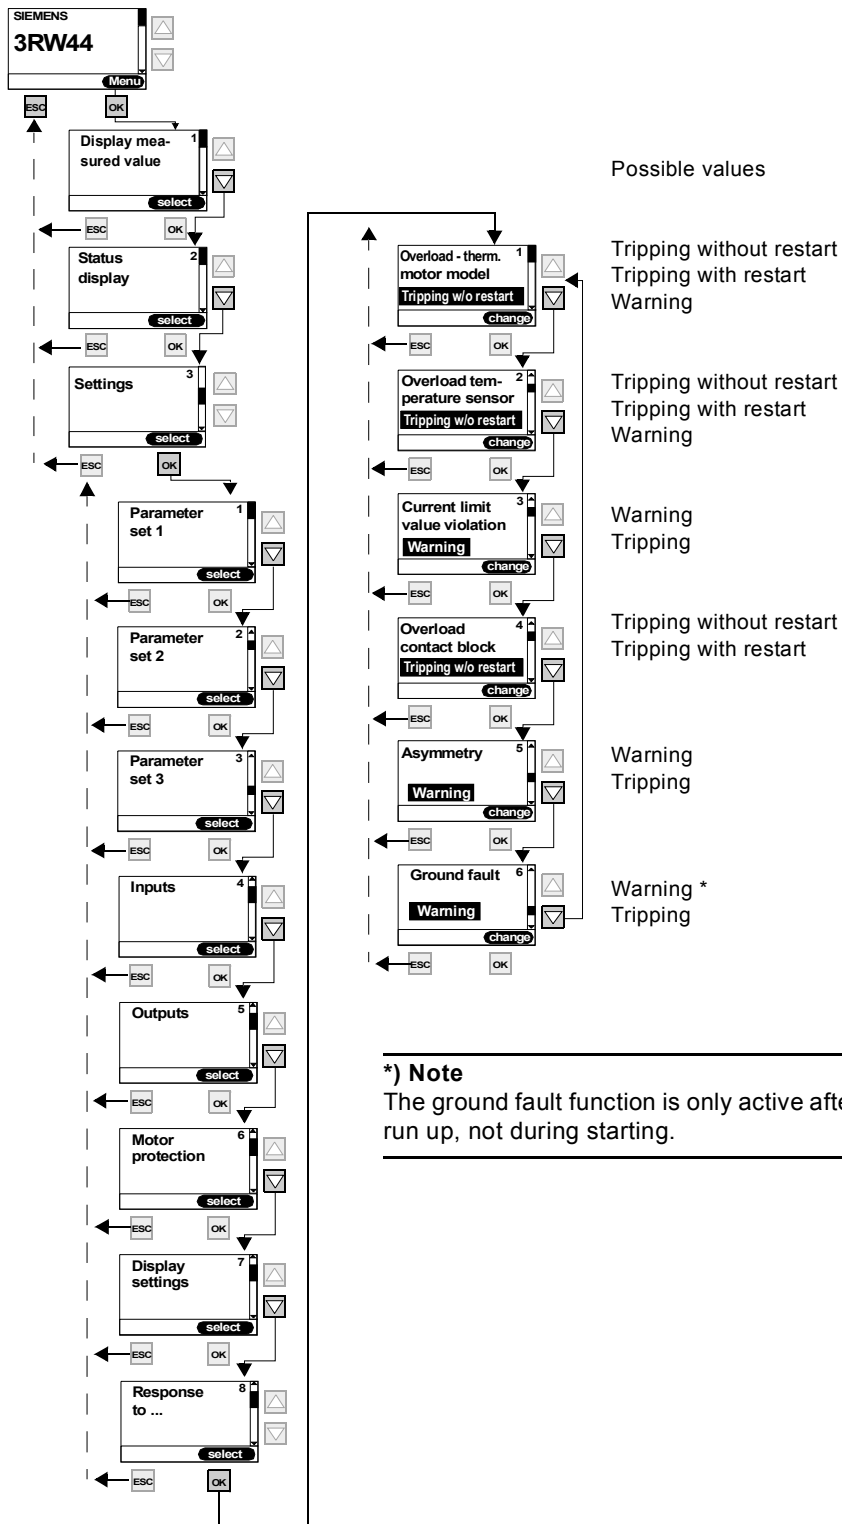 SIEMENS
3RW44
Menu
ESC OK
Display mea-
sured value
1
select
ESC OK
Status
display
2
select
ESC OK
Settings
3
select
ESC OK
Parameter
set 1
1
select
ESC OK
Parameter
set 2
2
select
ESC OK
Parameter
set 3
3
select
ESC OK
Inputs
4
select
ESC OK
Outputs
5
select
ESC OK
Motor
protection
6
select
ESC OK
Display
settings
7
select
ESC OK
Response
to ...
8
select
ESC OK
Possible values
Overload - therm.
motor model
1
Tripping w/o restart
change
ESC OK
Tripping without restart
Tripping with restart
Warning
Overload tem-
perature sensor
2
Tripping w/o restart
change
ESC OK
Tripping without restart
Tripping with restart
Warning
Current limit
value violation
3
Warning
change
ESC OK
Warning
Tripping
Overload
contact block
4
Tripping w/o restart
change
ESC OK
Tripping without restart
Tripping with restart
Asymmetry
5
Warning
change
ESC OK
Warning
Tripping
Ground fault
6
Warning
change
ESC OK
Warning *
Tripping
*) Note
The ground fault function is only active
run up, not during starting.